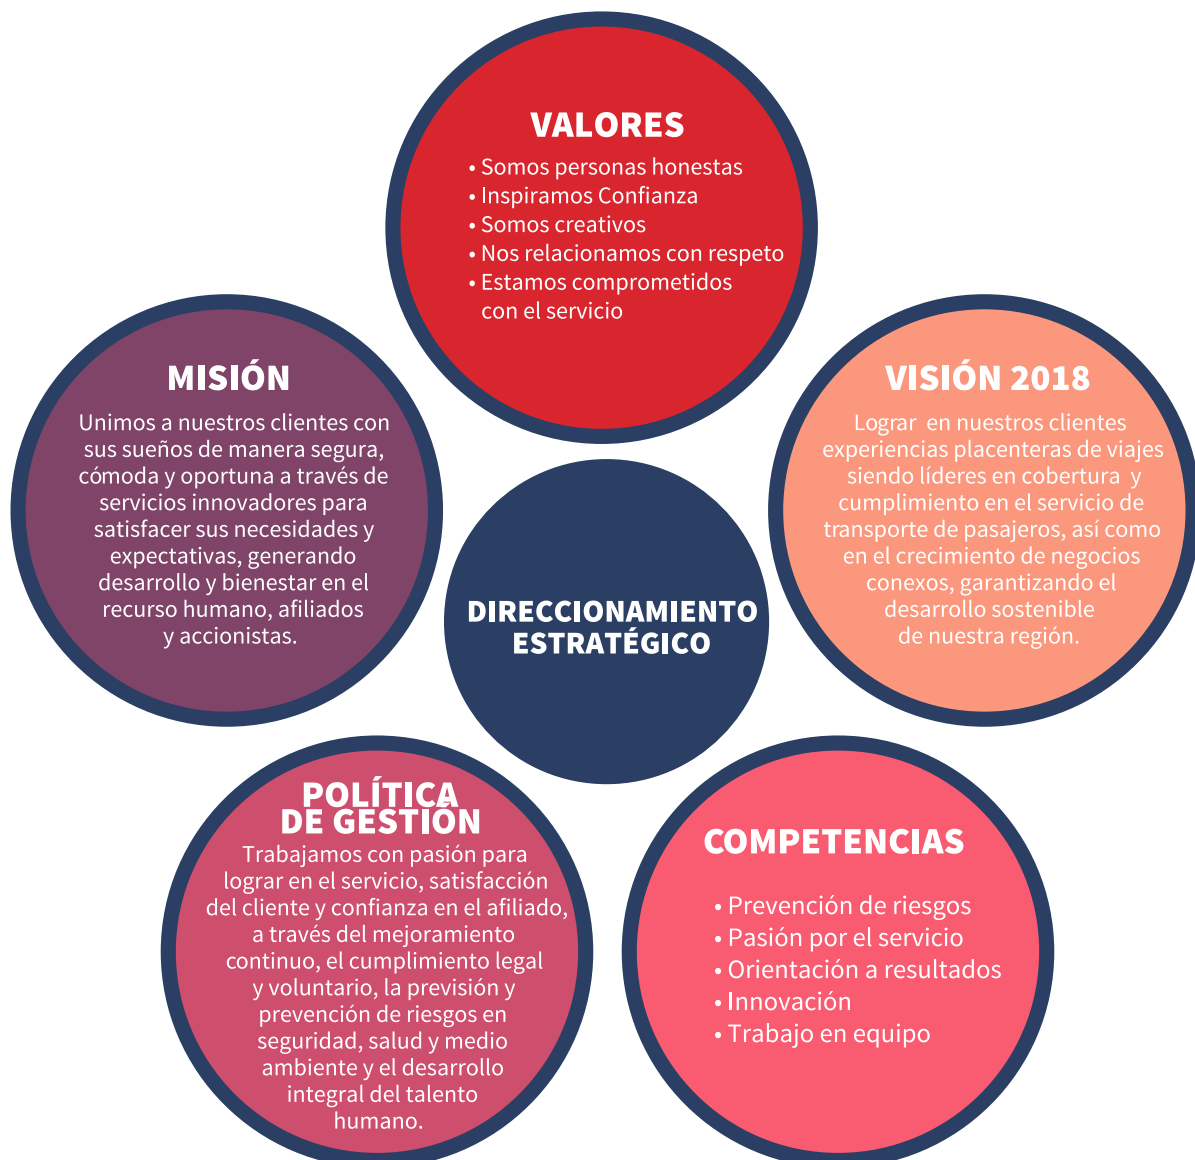 VALORES
• Somos personas honestas
• Inspiramos Confianza
• Somos creativos
• Nos relacionamos con respeto
• Estamos comprometidos
con el servicio
MISIÓN
Unimos a nuestros clientes con
sus sueños de manera segura,
cómoda y oportuna a través de
servicios innovadores para
satisfacer sus necesidades y
expectativas, generando
desarrollo y bienestar en el
recurso humano, afiliados
y accionistas.
VISIÓN 2018
Lograr en nuestros clientes
experiencias placenteras de viajes
siendo líderes en cobertura y
cumplimiento en el servicio de
transporte de pasajeros, así como
en el crecimiento de negocios
conexos, garantizando el
desarrollo sostenible
de nuestra región.
DIRECCIONAMIENTO
ESTRATÉGICO
POLÍTICA
DE GESTIÓN
Trabajamos con pasión para
lograr en el servicio, satisfacción
del cliente y confianza en el afiliado,
a través del mejoramiento
continuo, el cumplimiento legal
y voluntario, la previsión y
prevención de riesgos en
seguridad, salud y medio
ambiente y el desarrollo
integral del talento
humano.
COMPETENCIAS
• Prevención de riesgos
• Pasión por el servicio
• Orientación a resultados
• Innovación
• Trabajo en equipo